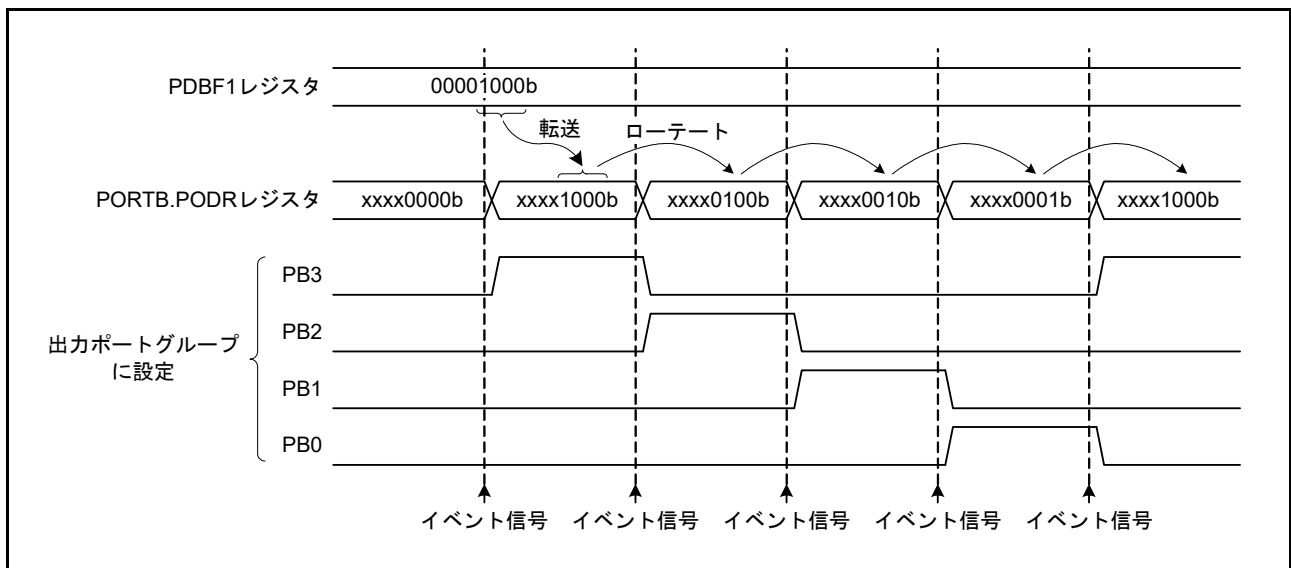 PDBF1レジスタ
00001000b
転送
ローテート
PORTB.PODRレジスタ
xxxx0000b
xxxx1000b
xxxx0100b
xxxx0010b
xxxx0001b
xxxx1000b
出力ポートグループ
に設定
PB3
PB2
PB1
PB0
イベント信号
イベント信号
イベント信号
イベント信号
イベント信号